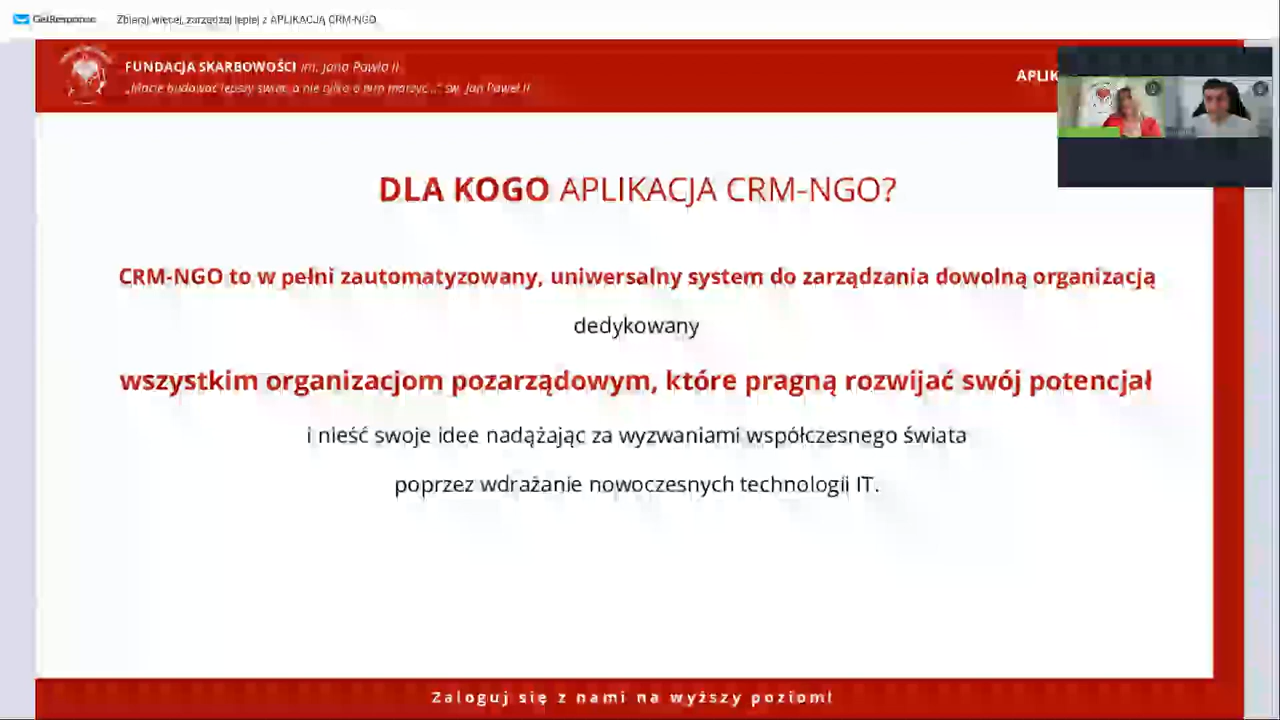 GetResponse Zbieraj więcej, zarządzaj lepiej z APLIKACJĄ CRM-NGO
FUNDACJA SKARBOWOŚCI im. Jana Pawła II
„Macie budować lepszy świat, a nie tylko o nim marzyć..." św. Jan Paweł II
APLIK
DLA KOGO APLIKACJA CRM-NGO?
CRM-NGO to w pełni zautomatyzowany, uniwersalny system do zarządzania dowolną organizacją
dedykowany
wszystkim organizacjom pozarządowym, które pragną rozwijać swój potencjał
i nieść swoje idee nadążając za wyzwaniami współczesnego świata
poprzez wdrażanie nowoczesnych technologii IT.
Zaloguj się z nami na wyższy poziom!